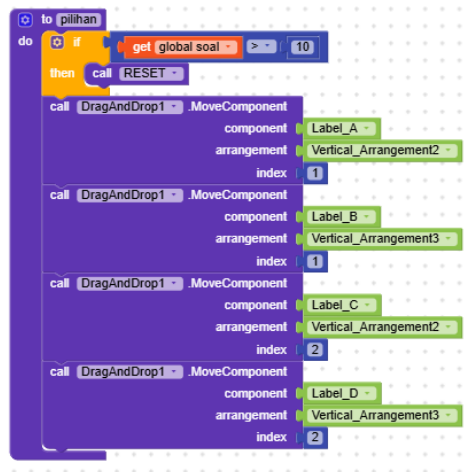 to pilihan
do if get global soal > 10
then call RESET
call DragAndDrop1 .MoveComponent
component Label_A
arrangement Vertical_Arrangement2
index 1
call DragAndDrop1 .MoveComponent
component Label_B
arrangement Vertical_Arrangement3
index 1
call DragAndDrop1 .MoveComponent
component Label_C
arrangement Vertical_Arrangement2
index 2
call DragAndDrop1 .MoveComponent
component Label_D
arrangement Vertical_Arrangement3
index 2